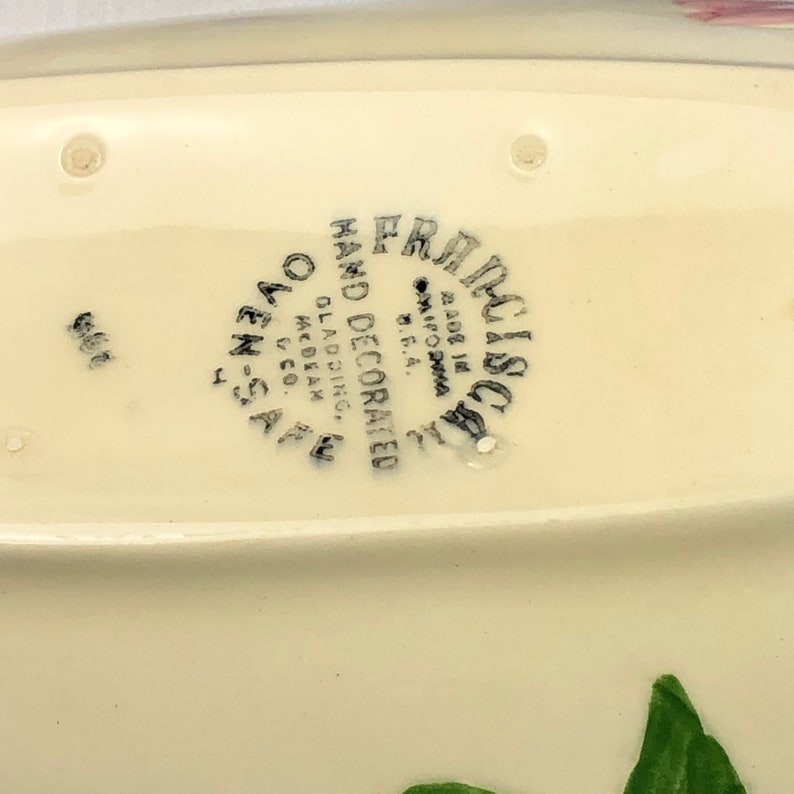 FRANCISCAN
MADE IN
CALIFORNIA
U.S.A.
HAND DECORATED
GLADDING,
McBEAN
& CO.
OVEN-SAFE